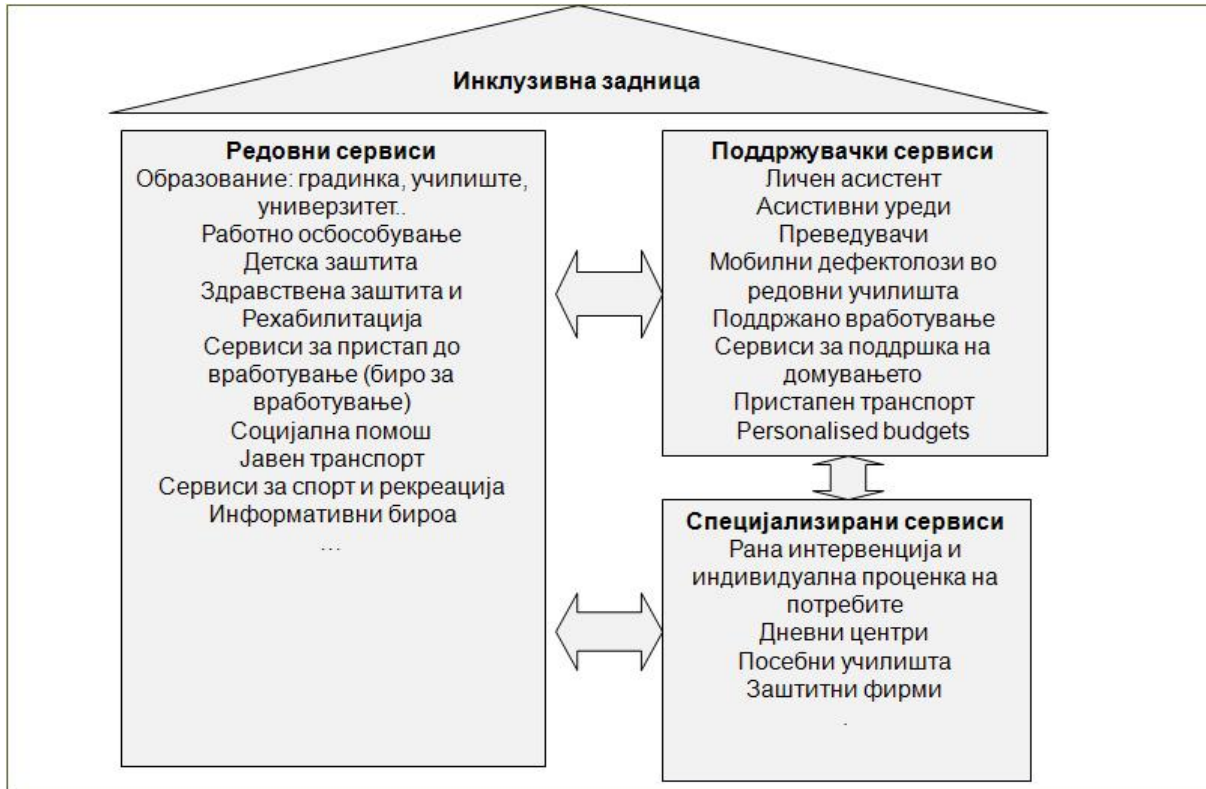 Инклузивна задница
Редовни сервиси
Образование: градинка, училиште,
универзитет..
Работно осбособување
Детска заштита
Здравствена заштита и
Рехабилитација
Сервиси за пристап до
вработување (биро за
вработување)
Социјална помош
Јавен транспорт
Сервиси за спорт и рекреација
Информативни бироа
...
Поддржувачки сервиси
Личен асистент
Асистивни уреди
Преведувачи
Мобилни дефектолози во
редовни училишта
Поддржано вработување
Сервиси за поддршка на
домувањето
Пристапен транспорт
Personalised budgets
Специјализирани сервиси
Рана интервенција и
индивидуална проценка на
потребите
Дневни центри
Посебни училишта
Заштитни фирми
.